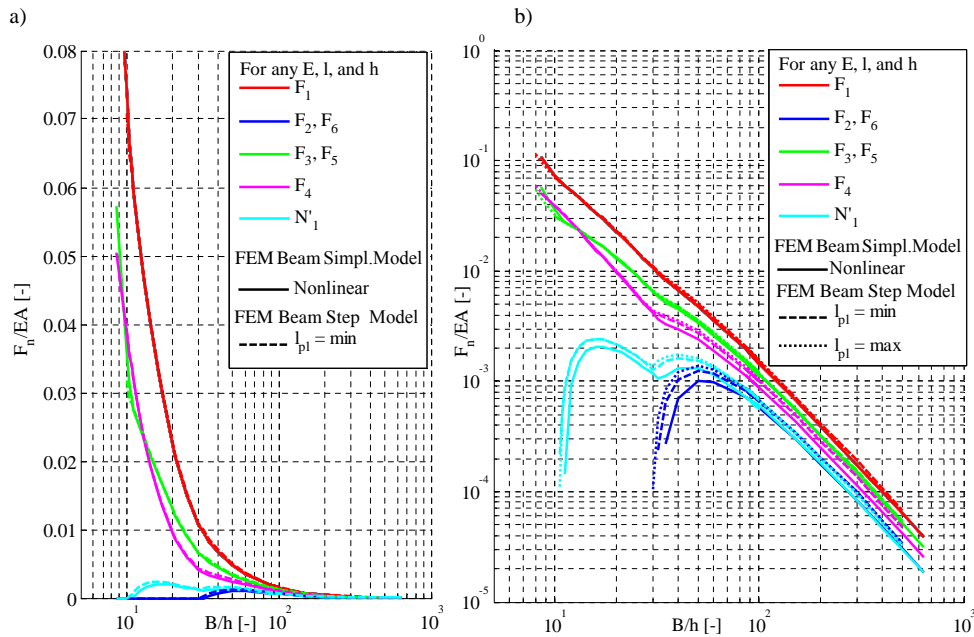 a)
0.08
0.07
0.06
0.05
0.04
0.03
0.02
0.01
0
F_n/EA [-]
10^1
10^2
10^3
B/h [-]
For any E, l, and h
F_1
F_2, F_6
F_3, F_5
F_4
N'_1
FEM Beam Simpl.Model
Nonlinear
FEM Beam Step Model
l_p1 = min
b)
10^0
10^-1
10^-2
10^-3
10^-4
10^-5
F_n/EA [-]
10^1
10^2
10^3
B/h [-]
For any E, l, and h
F_1
F_2, F_6
F_3, F_5
F_4
N'_1
FEM Beam Simpl.Model
Nonlinear
FEM Beam Step Model
l_p1 = min
l_p1 = max